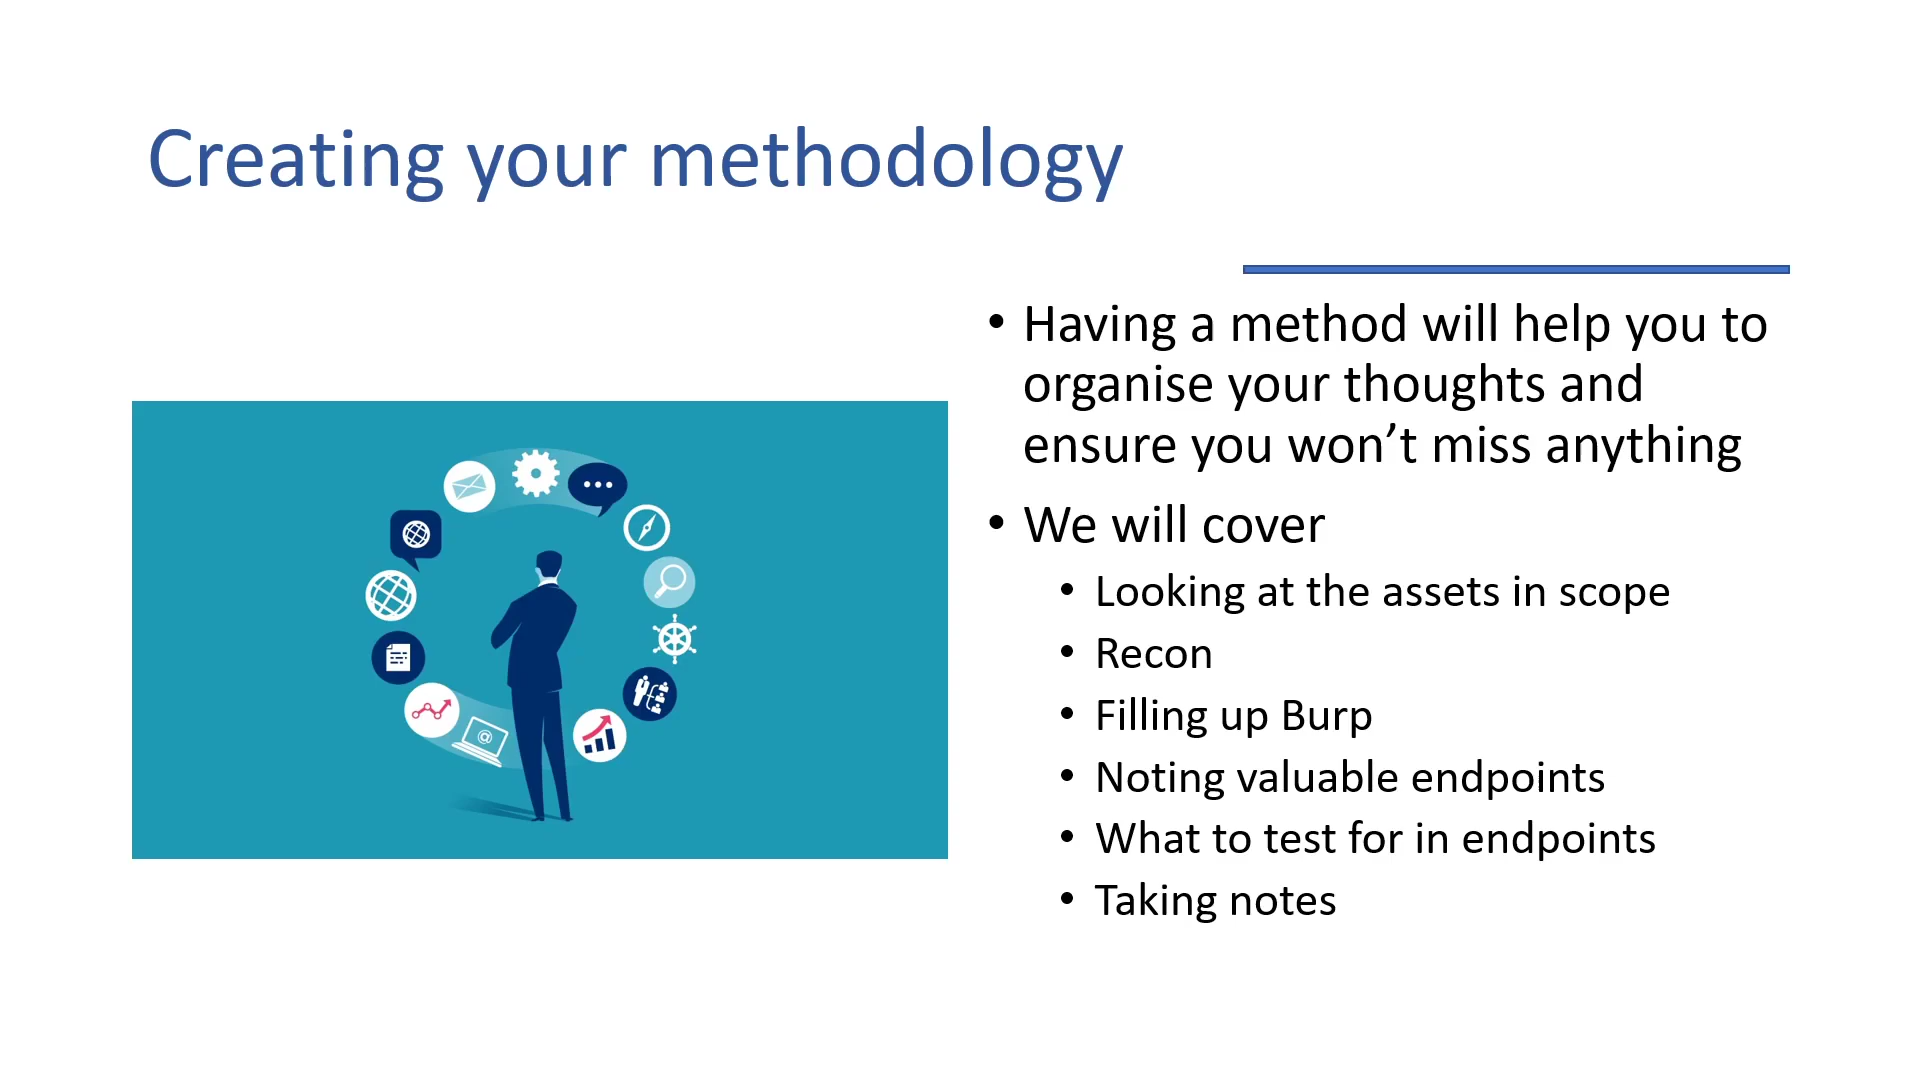 Creating your methodology
• Having a method will help you to
organise your thoughts and
ensure you won’t miss anything
• We will cover
• Looking at the assets in scope
• Recon
• Filling up Burp
• Noting valuable endpoints
• What to test for in endpoints
• Taking notes
@